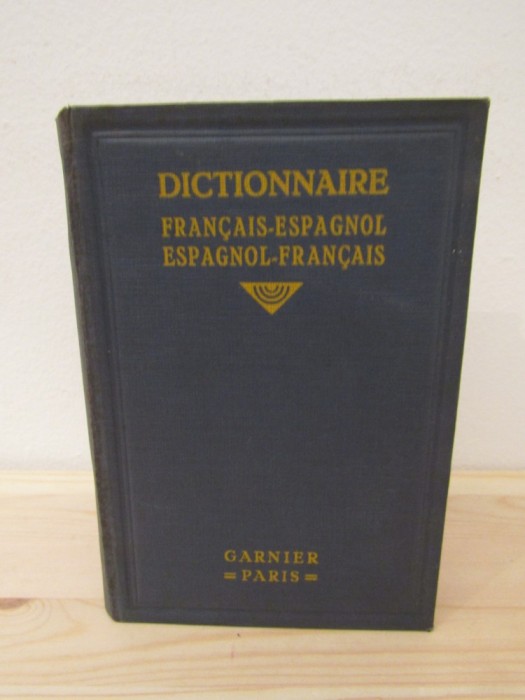 DICTIONNAIRE
FRANÇAIS-ESPAGNOL
ESPAGNOL-FRANÇAIS
GARNIER
=PARIS=